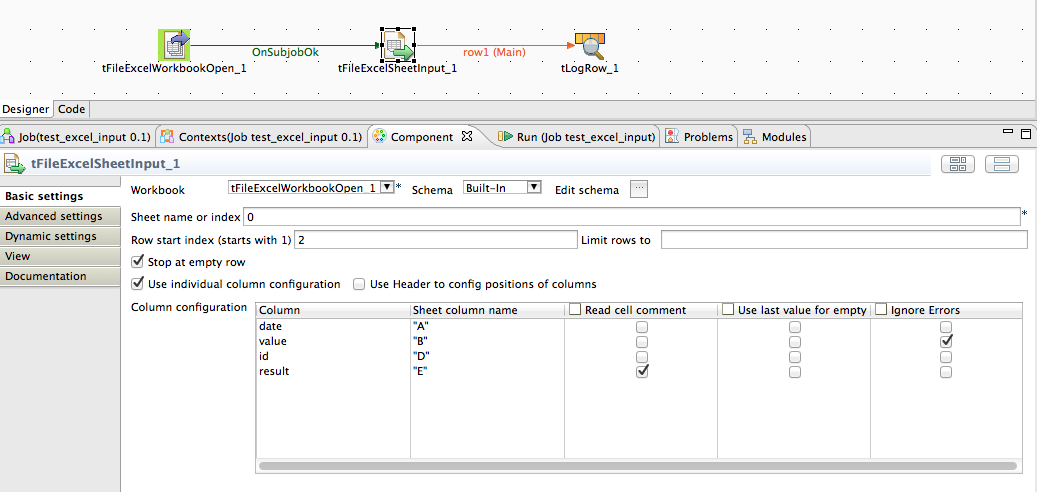 OnSubjobOk
row1 (Main)
tFileExcelWorkbookOpen_1
tFileExcelSheetInput_1
tLogRow_1
Designer Code
Job(test_excel_input 0.1) Contexts(Job test_excel_input 0.1) Component Run (Job test_excel_input) Problems Modules
tFileExcelSheetInput_1
Basic settings
Advanced settings
Dynamic settings
View
Documentation
Workbook tFileExcelWorkbookOpen_1 * Schema Built-In Edit schema ...
Sheet name or index 0 *
Row start index (starts with 1) 2 Limit rows to
Stop at empty row
Use individual column configuration Use Header to config positions of columns
Column configuration
Column Sheet column name Read cell comment Use last value for empty Ignore Errors
date "A"
value "B"
id "D"
result "E"